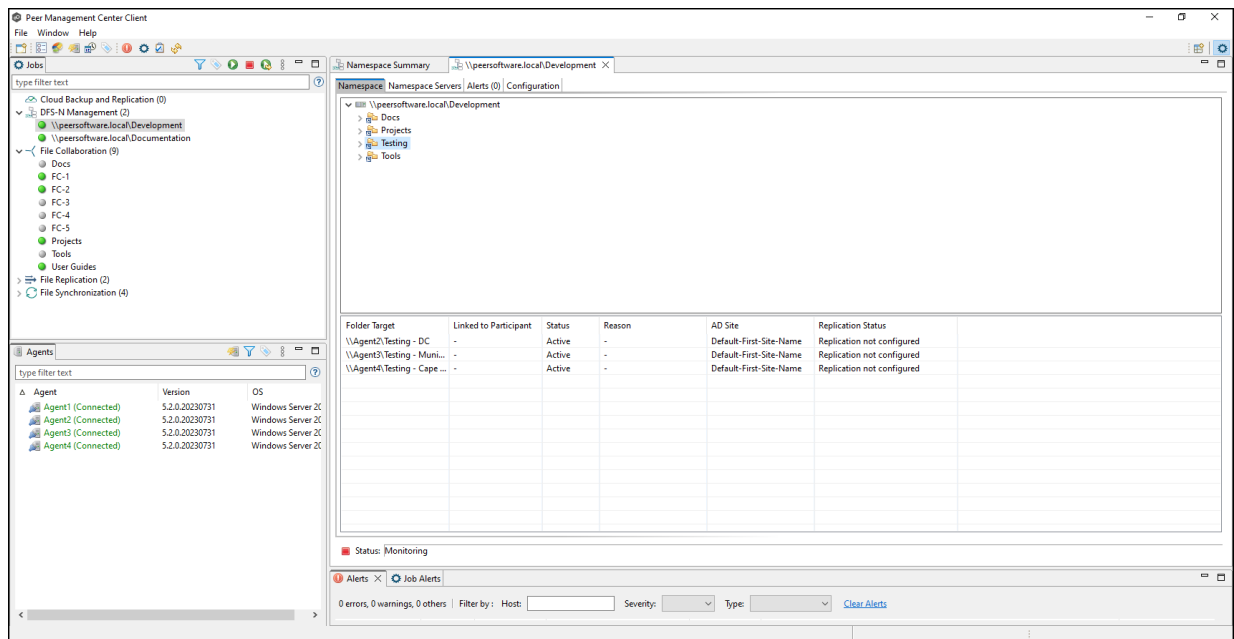 Peer Management Center Client
File Window Help
Jobs
type filter text
Cloud Backup and Replication (0)
DFS-N Management (2)
\\peersoftware.local\Development
\\peersoftware.local\Documentation
File Collaboration (9)
Docs
FC-1
FC-2
FC-3
FC-4
FC-5
Projects
Tools
User Guides
File Replication (2)
File Synchronization (4)
Agents
type filter text
Agent Version OS
Agent1 (Connected) 5.2.0.20230731 Windows Server 20
Agent2 (Connected) 5.2.0.20230731 Windows Server 20
Agent3 (Connected) 5.2.0.20230731 Windows Server 20
Agent4 (Connected) 5.2.0.20230731 Windows Server 20
Namespace Summary \\peersoftware.local\Development
Namespace Namespace Servers Alerts (0) Configuration
\\peersoftware.local\Development
Docs
Projects
Testing
Tools
Folder Target Linked to Participant Status Reason AD Site Replication Status
\\Agent2\Testing - DC - Active - Default-First-Site-Name Replication not configured
\\Agent3\Testing - Muni... - Active - Default-First-Site-Name Replication not configured
\\Agent4\Testing - Cape ... - Active - Default-First-Site-Name Replication not configured
Status: Monitoring
Alerts Job Alerts
0 errors, 0 warnings, 0 others Filter by : Host: Severity: Type: Clear Alerts